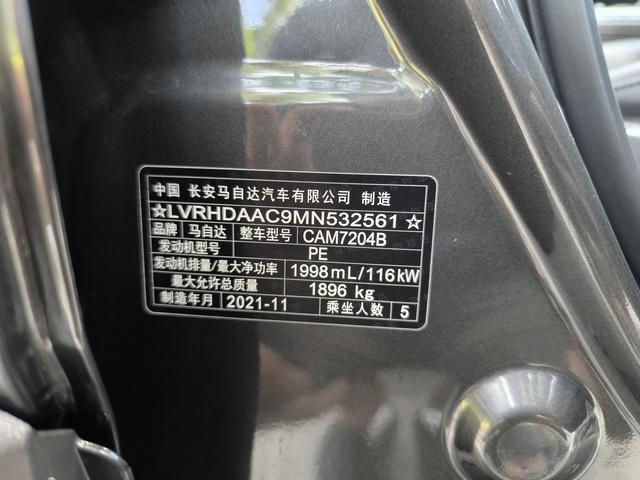 中国 长安马自达汽车有限公司 制造
☆LVRHDAAC9MN532561☆
品牌 马自达 整车型号 CAM7204B
发动机型号 PE
发动机排量/最大净功率 1998mL/116kW
最大允许总质量 1896 kg
制造年月 2021-11 乘坐人数 5